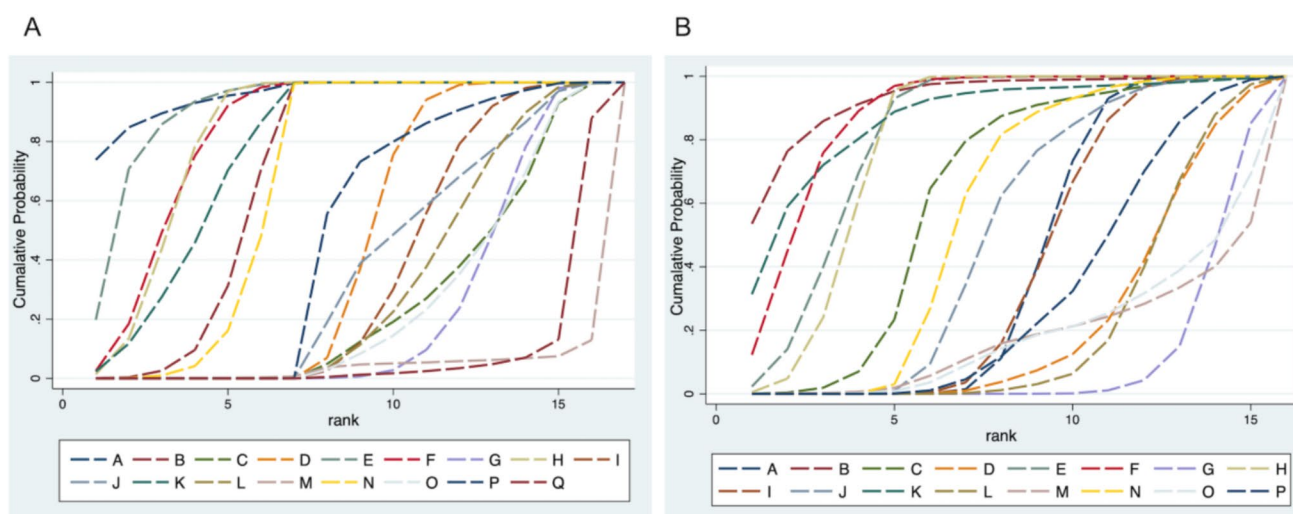 A
B
Cumalative Probability
1
.8
.6
.4
.2
0
0
5
10
15
rank
A B C D E F G H I
J K L M N O P Q
Cumalative Probability
1
.8
.6
.4
.2
0
0
5
10
15
rank
A B C D E F G H
I J K L M N O P